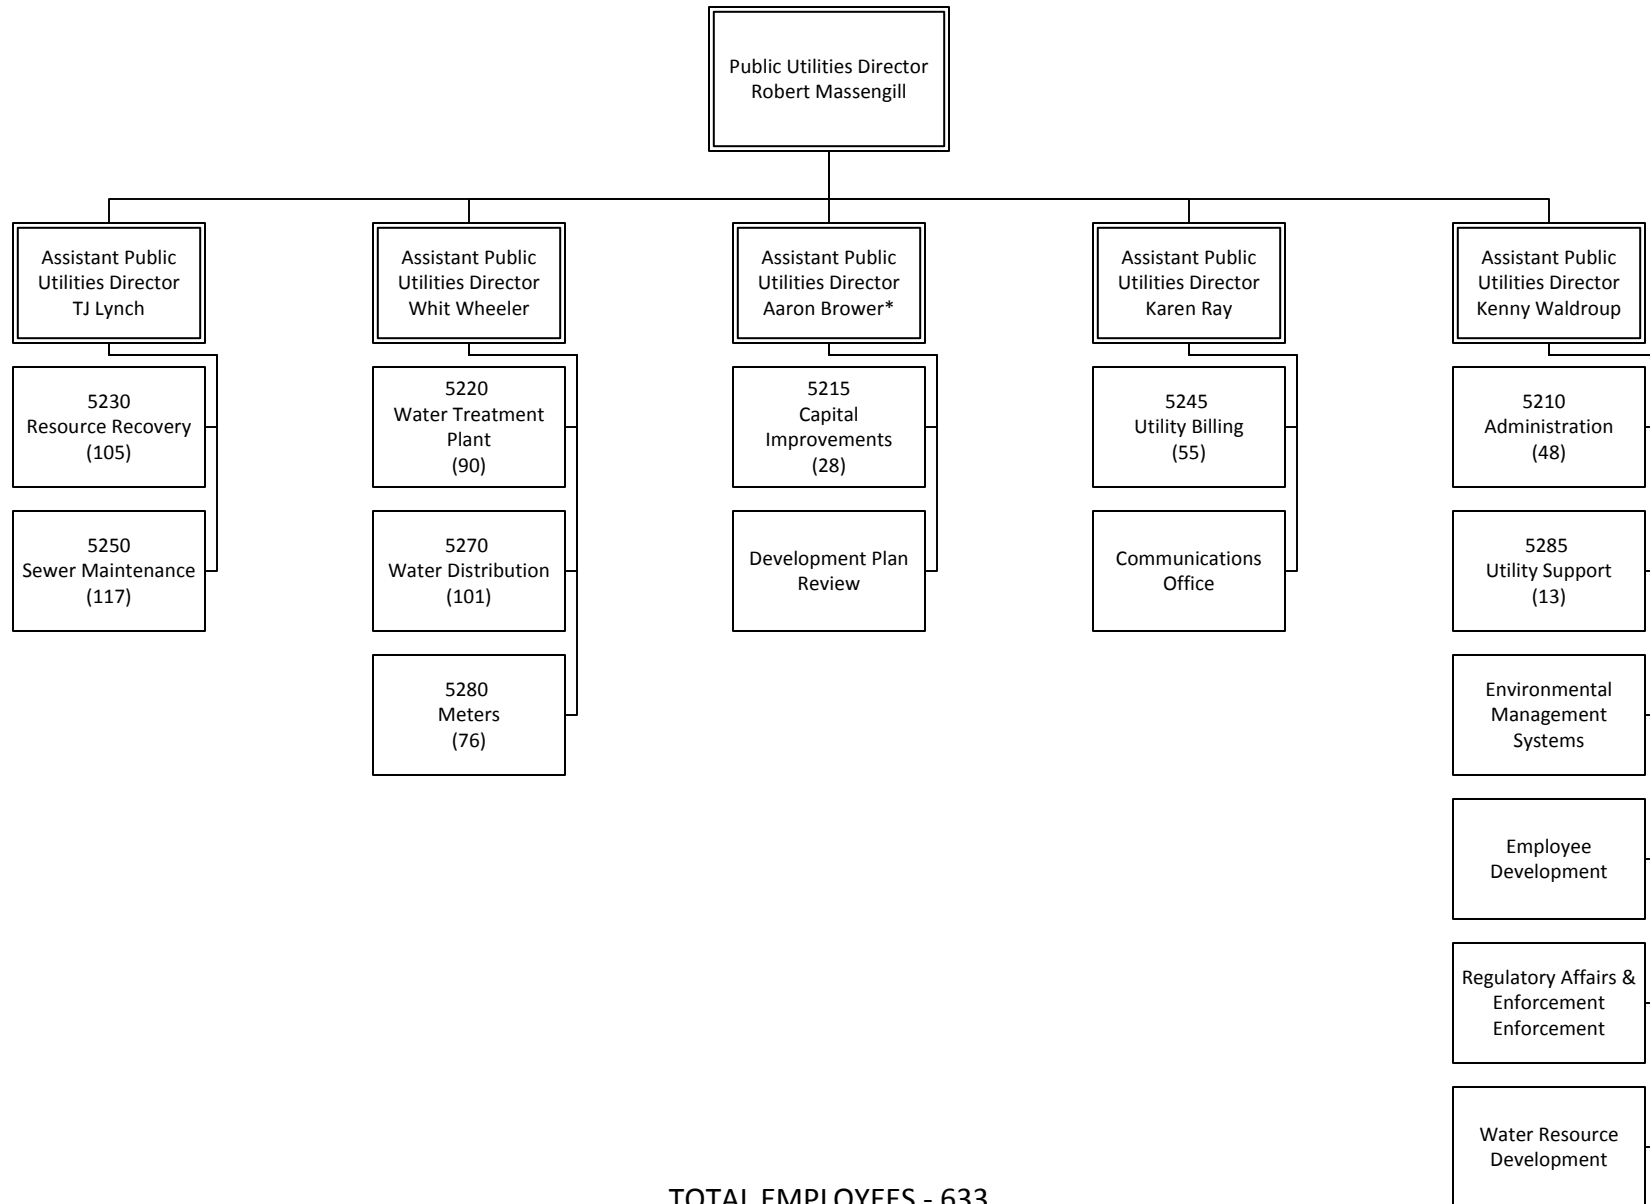 Public Utilities Director
Robert Massengill
Assistant Public
Utilities Director
TJ Lynch
Assistant Public
Utilities Director
Whit Wheeler
Assistant Public
Utilities Director
Aaron Brower*
Assistant Public
Utilities Director
Karen Ray
Assistant Public
Utilities Director
Kenny Waldroup
5230
Resource Recovery
(105)
5220
Water Treatment
Plant
(90)
5215
Capital
Improvements
(28)
5245
Utility Billing
(55)
5210
Administration
(48)
5250
Sewer Maintenance
(117)
5270
Water Distribution
(101)
Development Plan
Review
Communications
Office
5285
Utility Support
(13)
5280
Meters
(76)
Environmental
Management
Systems
Employee
Development
Regulatory Affairs &
Enforcement
Enforcement
Water Resource
Development
TOTAL EMPLOYEES - 633